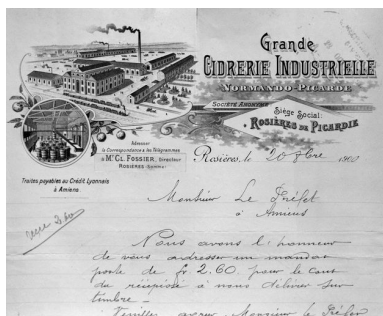 Grande
CIDRERIE INDUSTRIELLE
NORMANDO PICARDE
SOCIÉTÉ ANONYME
Siège Social:
ROSIÈRES DE PICARDIE
Adresser
la Correspondance & les Télégrammes
à Mr. CL. FOSSIER, Directeur
ROSIÈRES (Somme)
Traites payables au Crédit Lyonnais
à Amiens.
Rosières, le 20 8bre 1900
Monsieur Le Préfet
à Amiens
Nous avons l'honneur
de vous adresser un mandat
poste de fr 2.60 pour le cout
du récépissé à nous délivrer sur
timbre -
Veuillez agréer Monsieur le Préfet